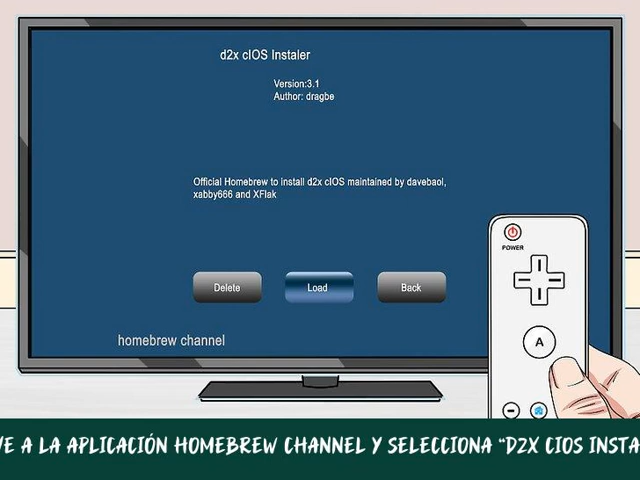 d2x cIOS Instaler
Version:3.1
Author: dragbe
Official Homebrew to install d2x cIOS maintained by davebaol,
xabby666 and XFlak
Delete Load Back
homebrew channel
POWER
A
VE A LA APLICACIÓN HOMEBREW CHANNEL Y SELECCIONA “D2X CIOS INSTA